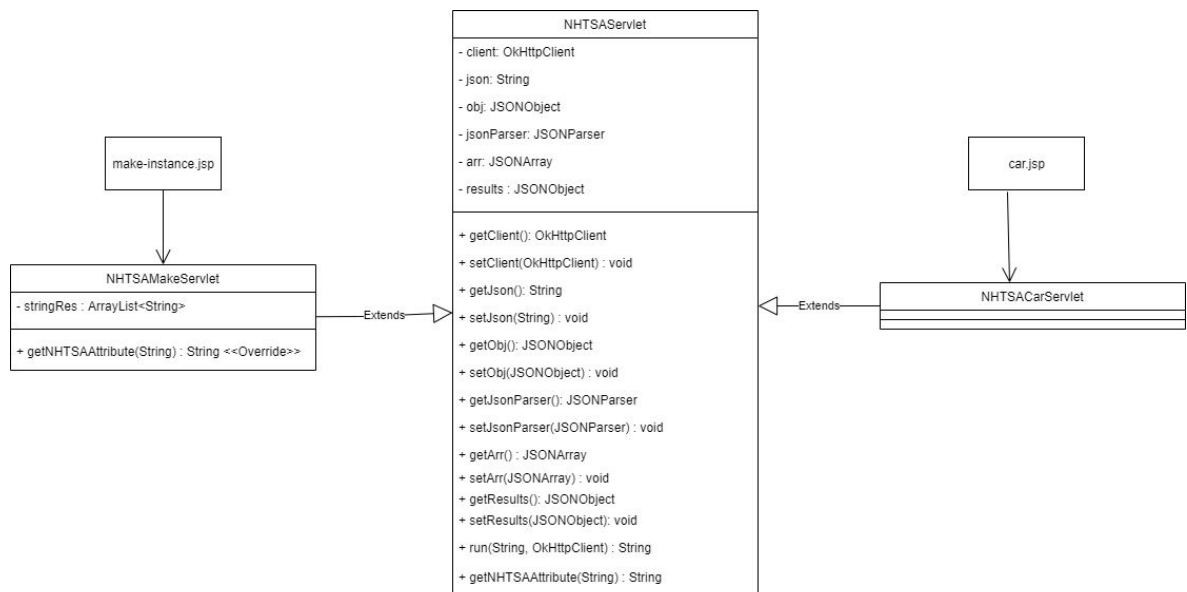 NHTSAServlet
- client: OkHttpClient
- json: String
- obj: JSONObject
- jsonParser: JSONParser
- arr: JSONArray
- results : JSONObject
+ getClient(): OkHttpClient
+ setClient(OkHttpClient) : void
+ getJson(): String
+ setJson(String) : void
+ getObj(): JSONObject
+ setObj(JSONObject) : void
+ getJsonParser(): JSONParser
+ setJsonParser(JSONParser) : void
+ getArr() : JSONArray
+ setArr(JSONArray) : void
+ getResults(): JSONObject
+ setResults(JSONObject): void
+ run(String, OkHttpClient) : String
+ getNHTSAAttribute(String) : String
make-instance.jsp
NHTSAMakeServlet
- stringRes : ArrayList<String>
+ getNHTSAAttribute(String) : String <<Override>>
Extends
car.jsp
NHTSACarServlet
Extends